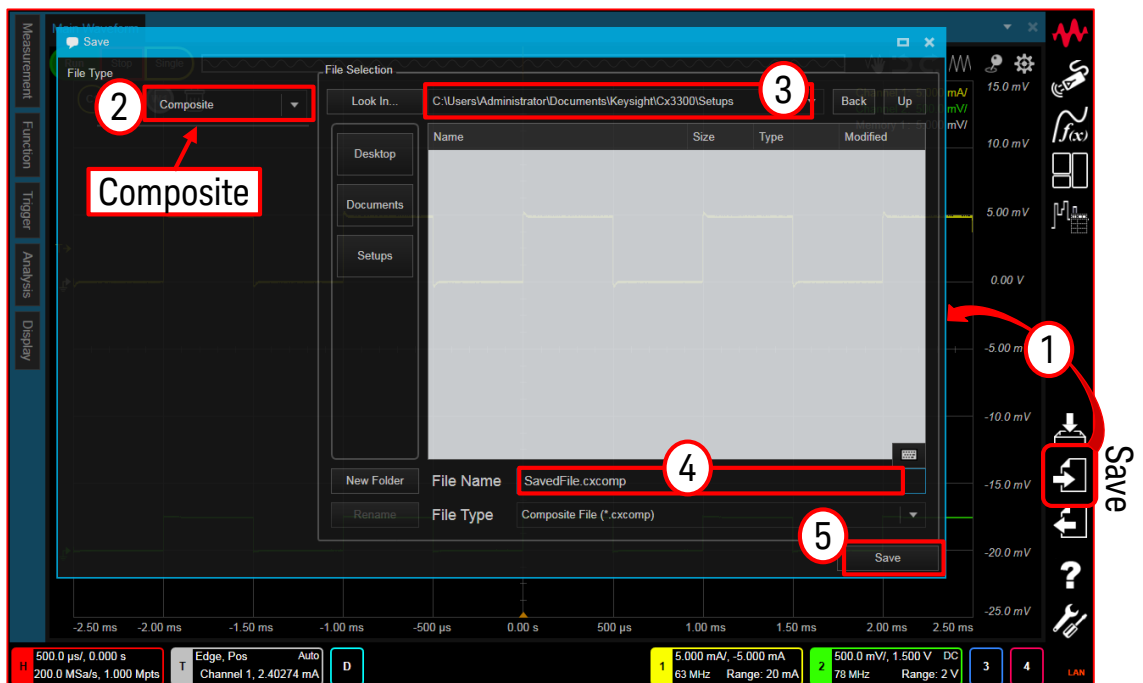 Main Waveform
Save
Measurement
Function
Trigger
Analysis
Display
Stop
Single
File Type
2
Composite
Composite
File Selection
Look In...
C:\Users\Administrator\Documents\Keysight\Cx3300\Setups
3
Back
Up
Name
Size
Type
Modified
Desktop
Documents
Setups
New Folder
File Name
SavedFile.cxcomp
4
Rename
File Type
Composite File (*.cxcomp)
5
Save
mA/
mV/
mV/
15.0 mV
10.0 mV
5.00 mV
0.00 V
-5.00 m
-10.0 mV
-15.0 mV
-20.0 mV
-25.0 mV
f(x)
1
Save
?
-2.50 ms
-2.00 ms
-1.50 ms
-1.00 ms
-500 µs
0.00 s
500 µs
1.00 ms
1.50 ms
2.00 ms
2.50 ms
H
500.0 µs/, 0.000 s
200.0 MSa/s, 1.000 Mpts
T
Edge, Pos Auto
Channel 1, 2.40274 mA
D
1
5.000 mA/, -5.000 mA
63 MHz Range: 20 mA
2
500.0 mV/, 1.500 V DC
78 MHz Range: 2 V
3
4
LAN